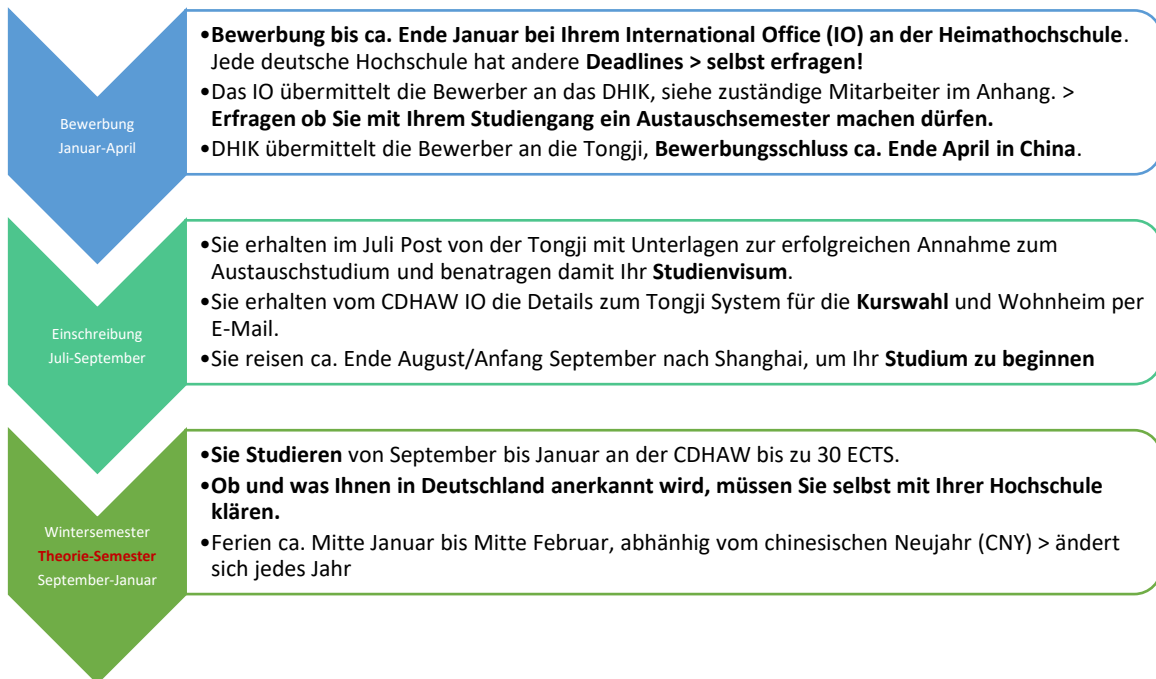 Bewerbung
Januar-April
•Bewerbung bis ca. Ende Januar bei Ihrem International Office (IO) an der Heimathochschule.
Jede deutsche Hochschule hat andere Deadlines > selbst erfragen!
•Das IO übermittelt die Bewerber an das DHIK, siehe zuständige Mitarbeiter im Anhang. >
Erfragen ob Sie mit Ihrem Studiengang ein Austauschsemester machen dürfen.
•DHIK übermittelt die Bewerber an die Tongji, Bewerbungsschluss ca. Ende April in China.
Einschreibung
Juli-September
•Sie erhalten im Juli Post von der Tongji mit Unterlagen zur erfolgreichen Annahme zum
Austauschstudium und benatragen damit Ihr Studienvisum.
•Sie erhalten vom CDHAW IO die Details zum Tongji System für die Kurswahl und Wohnheim per
E-Mail.
•Sie reisen ca. Ende August/Anfang September nach Shanghai, um Ihr Studium zu beginnen
Wintersemester
Theorie-Semester
September-Januar
•Sie Studieren von September bis Januar an der CDHAW bis zu 30 ECTS.
•Ob und was Ihnen in Deutschland anerkannt wird, müssen Sie selbst mit Ihrer Hochschule
klären.
•Ferien ca. Mitte Januar bis Mitte Februar, abhänhig vom chinesischen Neujahr (CNY) > ändert
sich jedes Jahr